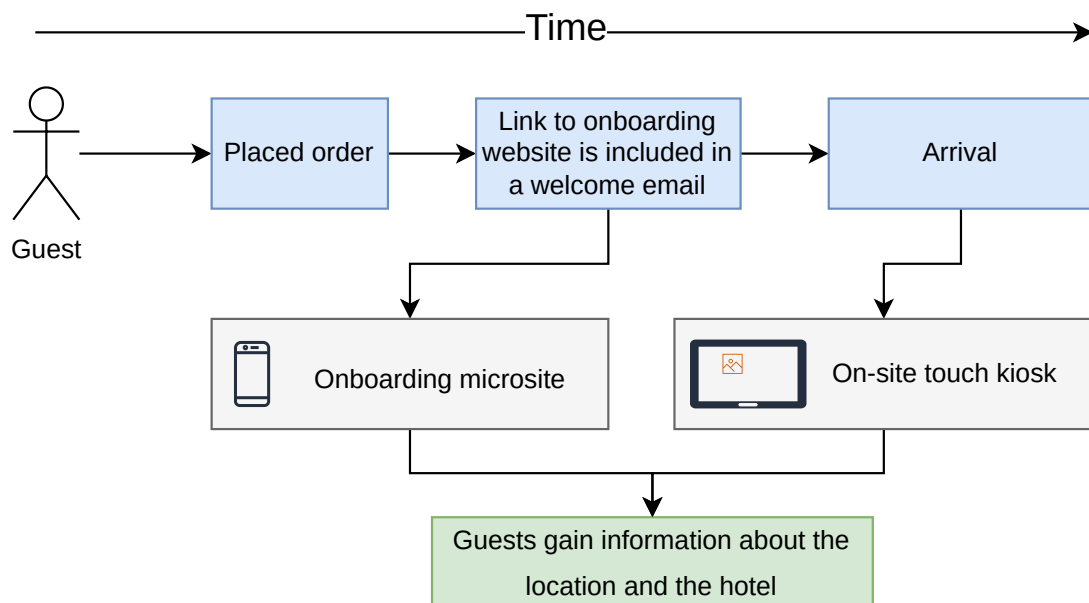 Time
Guest
Placed order
Link to onboarding
website is included in
a welcome email
Arrival
Onboarding microsite
On-site touch kiosk
Guests gain information about the
location and the hotel